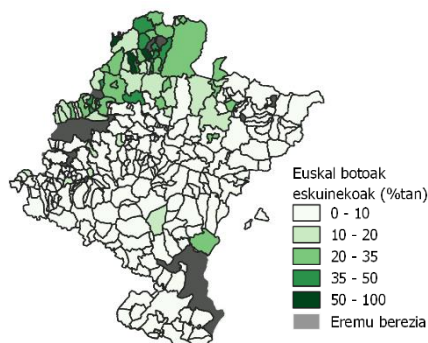 Euskal botoak
eskuinekoak (%tan)
0 - 10
10 - 20
20 - 35
35 - 50
50 - 100
Eremu berezia